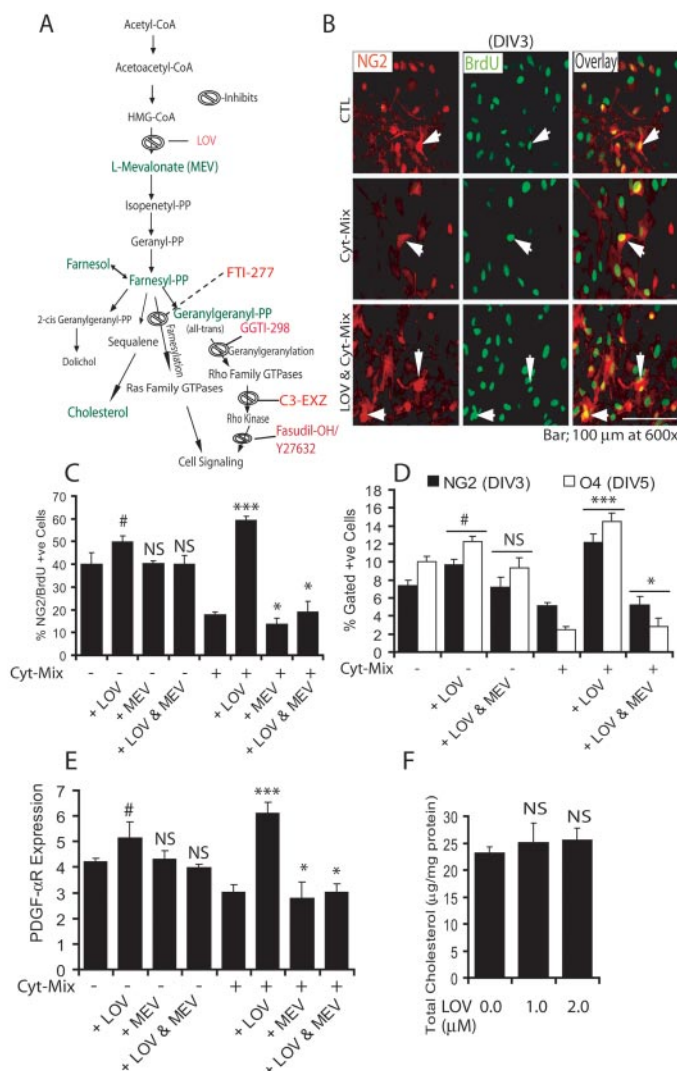 A
Acetyl-CoA
Acetoacetyl-CoA
-Inhibits
HMG-CoA
LOV
L-Mevalonate (MEV)
Isopenetyl-PP
Geranyl-PP
Farnesol
Farnesyl-PP
FTI-277
2-cis Geranylgeranyl-PP
Geranylgeranyl-PP
(all-trans)
GGTI-298
Farnesylation
Geranylgeranylation
Dolichol
Sequalene
Rho Family GTPases
Ras Family GTPases
C3-EXZ
Cholesterol
Rho Kinase
Fasudil-OH/
Y27632
Cell Signaling
B
(DIV3)
NG2
BrdU
Overlay
CTL
Cyt-Mix
LOV & Cyt-Mix
Bar; 100 µm at 600x
C
% NG2/BrdU +ve Cells
80
70
60
50
40
30
20
10
0
#
NS
NS
***
*
*
Cyt-Mix
- - - - + + + +
+ LOV
+ MEV
+ LOV & MEV
+ LOV
+ MEV
+ LOV & MEV
D
NG2 (DIV3)
O4 (DIV5)
% Gated +ve Cells
18
16
14
12
10
8
6
4
2
0
#
NS
***
*
Cyt-Mix
- - - + + +
+ LOV
+ LOV & MEV
+ LOV
+ LOV & MEV
E
PDGF-αR Expression
7
6
5
4
3
2
1
0
#
NS
NS
***
*
*
Cyt-Mix
- - - - + + + +
+ LOV
+ MEV
+ LOV & MEV
+ LOV
+ MEV
+ LOV & MEV
F
Total Cholesterol (µg/mg protein)
35
30
25
20
15
10
5
0
NS
NS
LOV 0.0 1.0 2.0
(µM)